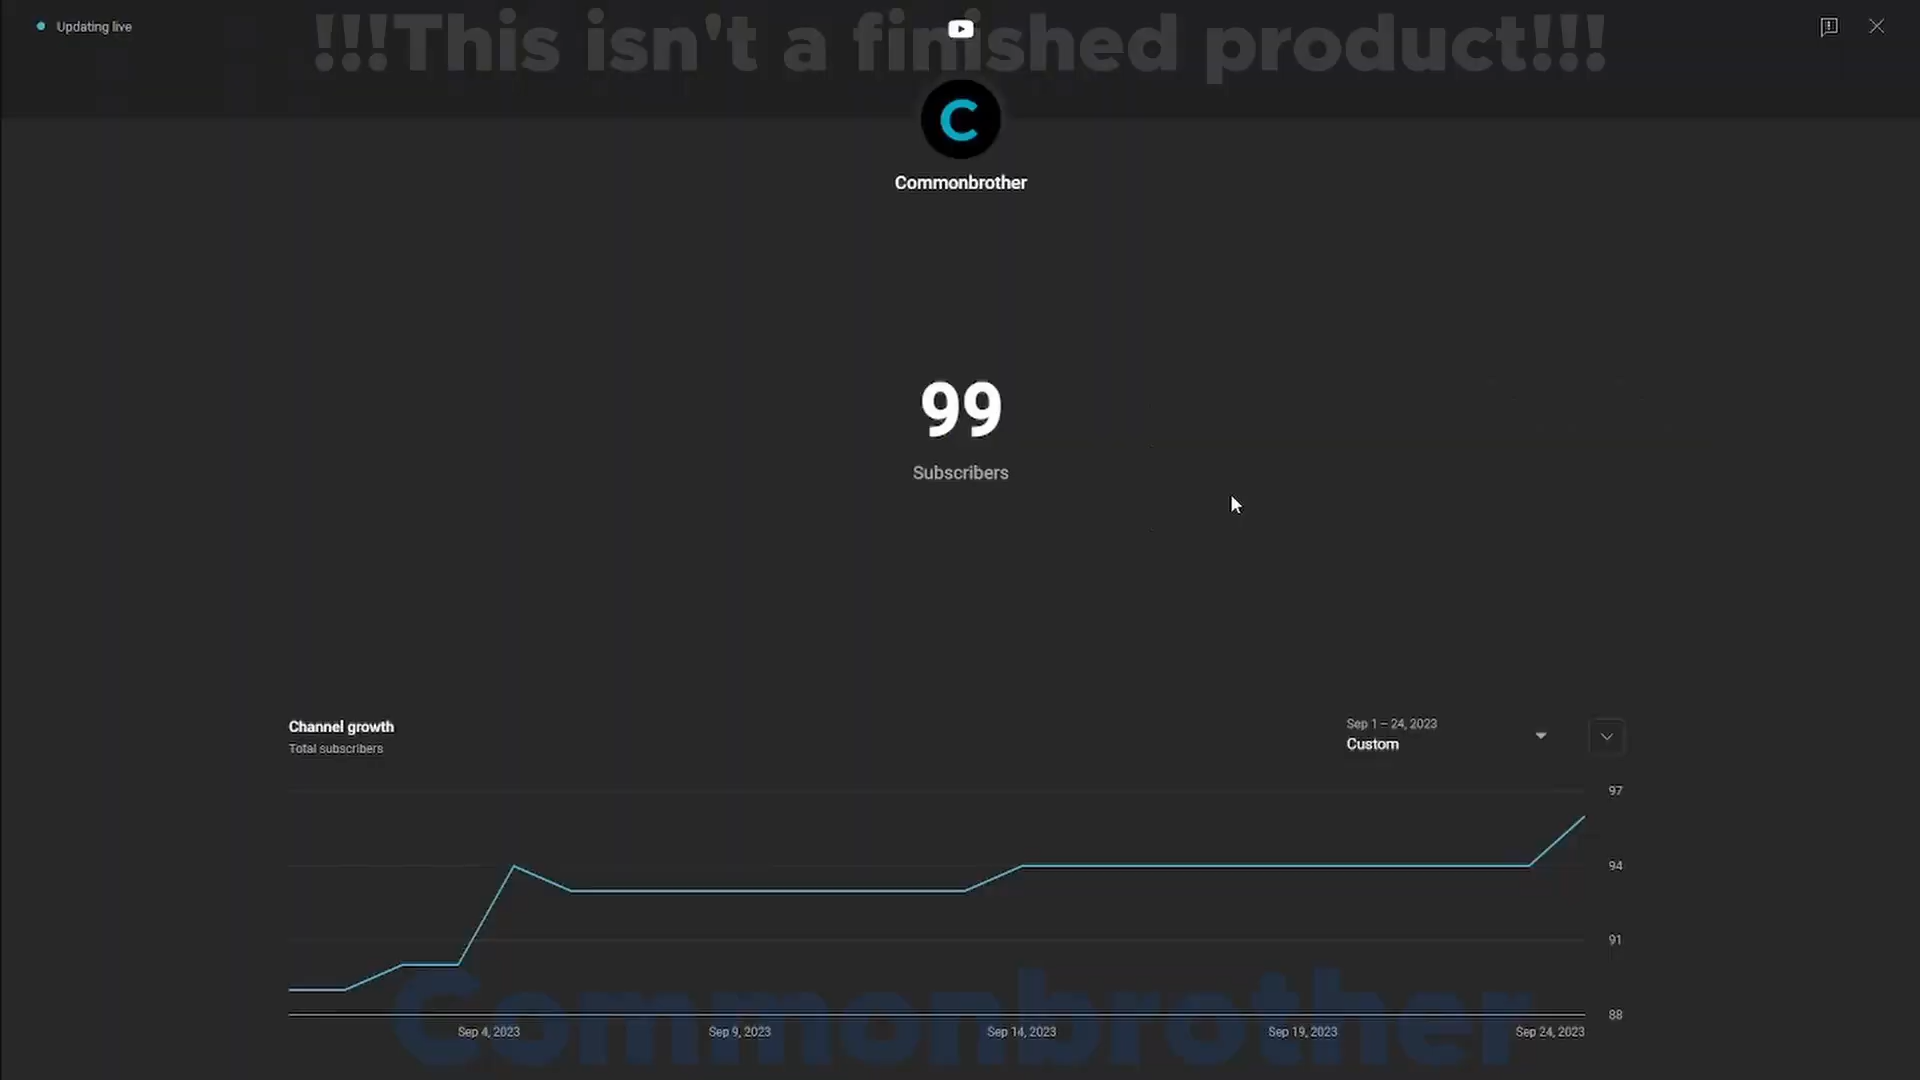 Updating live
!!!This isn't a finished product!!!
C
Commonbrother
99
Subscribers
Channel growth
Total subscribers
Sep 1 – 24, 2023
Custom
97
94
91
88
Sep 4, 2023
Sep 9, 2023
Sep 14, 2023
Sep 19, 2023
Sep 24, 2023
Commonbrother